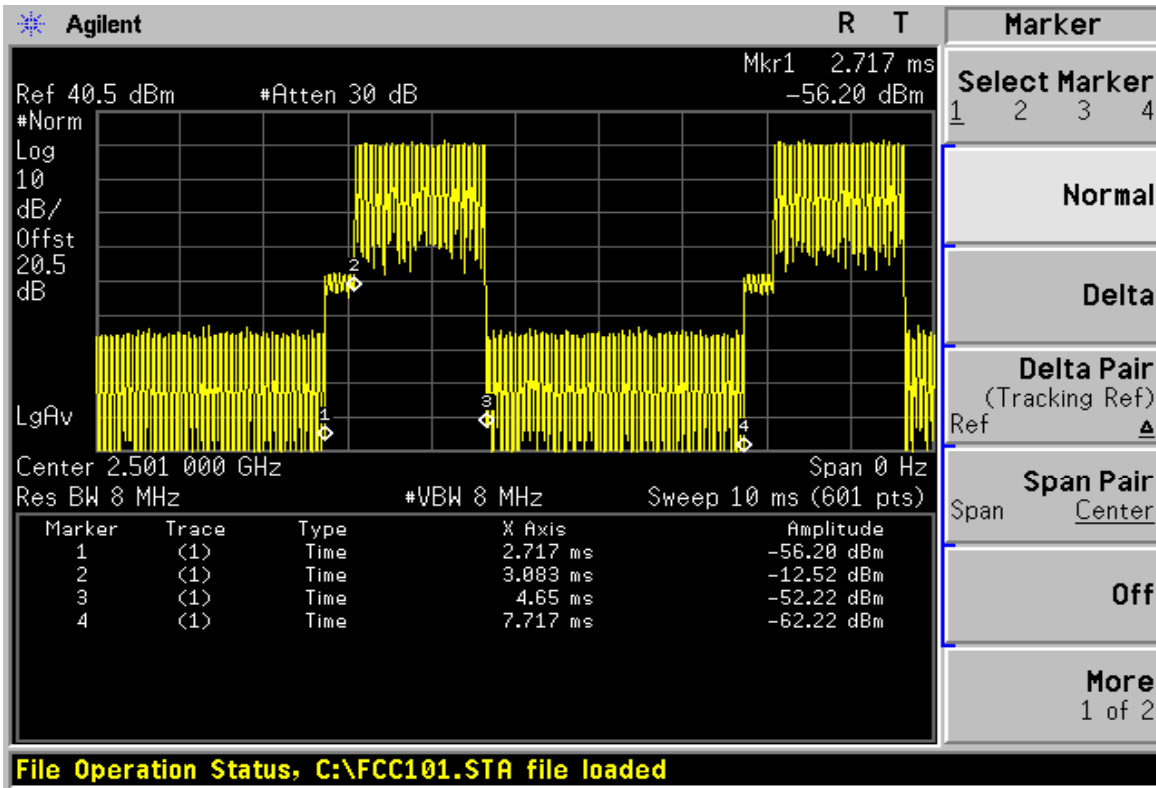 Agilent R T
Mkr1 2.717 ms
Ref 40.5 dBm #Atten 30 dB -56.20 dBm
#Norm
Log
10
dB/
Offst
20.5
dB
LgAv
1
2
3
4
Center 2.501 000 GHz Span 0 Hz
Res BW 8 MHz #VBW 8 MHz Sweep 10 ms (601 pts)
Marker Trace Type X Axis Amplitude
1 (1) Time 2.717 ms -56.20 dBm
2 (1) Time 3.083 ms -12.52 dBm
3 (1) Time 4.65 ms -52.22 dBm
4 (1) Time 7.717 ms -62.22 dBm
Marker
Select Marker
1 2 3 4
Normal
Delta
Delta Pair
(Tracking Ref)
Ref Δ
Span Pair
Span Center
Off
More
1 of 2
File Operation Status, C:\FCC101.STA file loaded